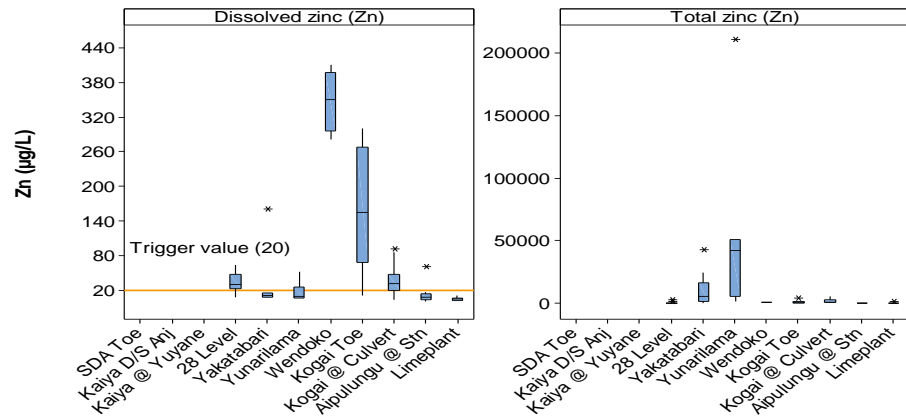 Dissolved zinc (Zn)
Total zinc (Zn)
Zn (µg/L)
440
380
320
260
200
140
80
20
Trigger value (20)
SDA Toe
Kaiya D/S Anj
Kaiya @ Yuyane
28 Level
Yakatabari
Yunarilama
Wendoko
Kogai Toe
Kogai @ Culvert
Aipulungu @ Stn
Limeplant
200000
150000
100000
50000
0
SDA Toe
Kaiya D/S Anj
Kaiya @ Yuyane
28 Level
Yakatabari
Yunarilama
Wendoko
Kogai Toe
Kogai @ Culvert
Aipulungu @ Stn
Limeplant